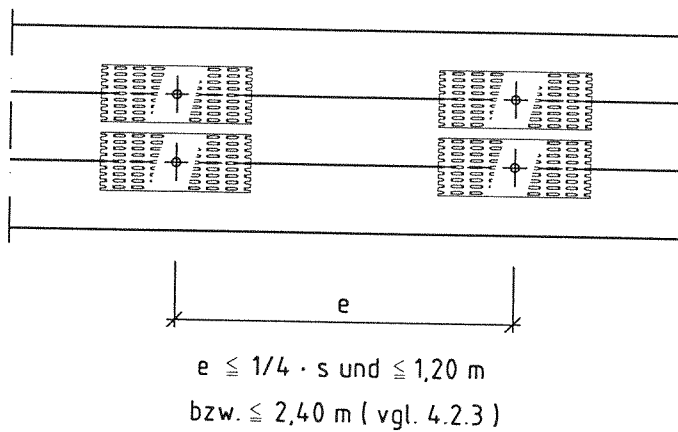 e
e ≦ 1/4 · s und ≦ 1,20 m
bzw. ≦ 2,40 m ( vgl. 4.2.3 )